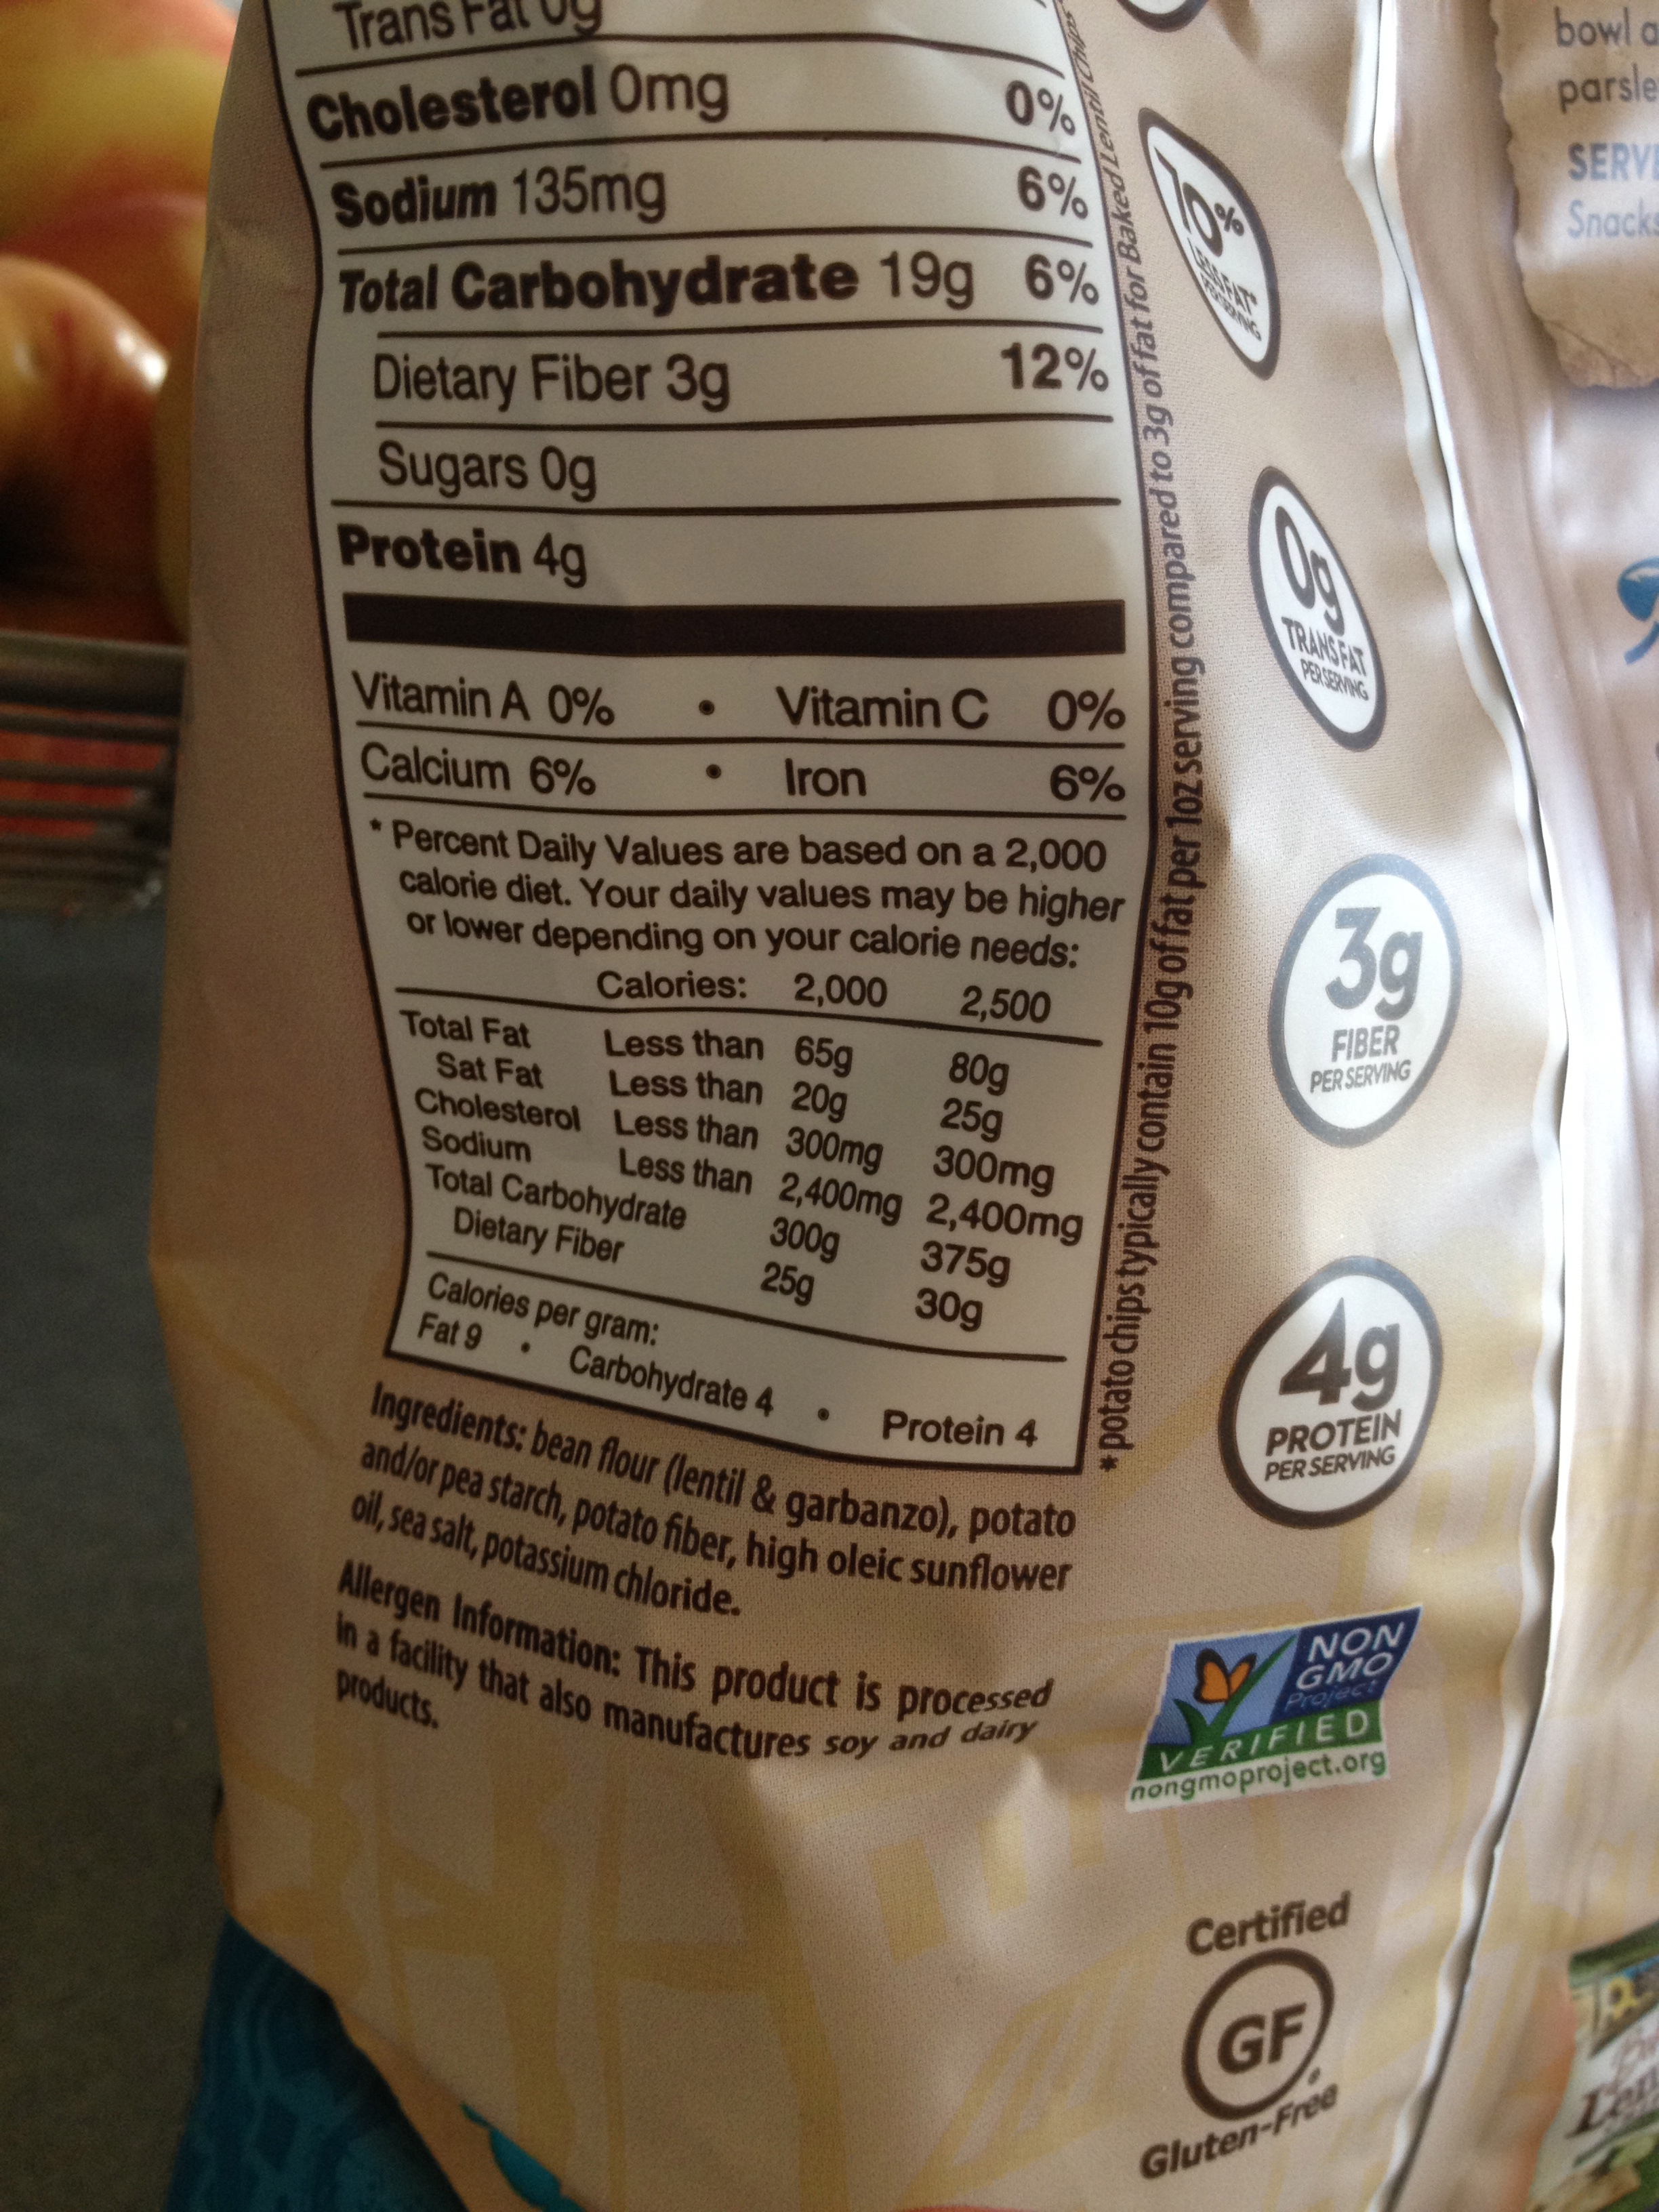 Trans Fat 0g
Cholesterol 0mg 0%
Sodium 135mg 6%
Total Carbohydrate 19g 6%
Dietary Fiber 3g 12%
Sugars 0g
Protein 4g
Vitamin A 0% • Vitamin C 0%
Calcium 6% • Iron 6%
* Percent Daily Values are based on a 2,000
calorie diet. Your daily values may be higher
or lower depending on your calorie needs:
Calories: 2,000 2,500
Total Fat Less than 65g 80g
Sat Fat Less than 20g 25g
Cholesterol Less than 300mg 300mg
Sodium Less than 2,400mg 2,400mg
Total Carbohydrate 300g 375g
Dietary Fiber 25g 30g
Calories per gram:
Fat 9 • Carbohydrate 4 • Protein 4
Ingredients: bean flour (lentil & garbanzo), potato
and/or pea starch, potato fiber, high oleic sunflower
oil, sea salt, potassium chloride.
Allergen Information: This product is processed
in a facility that also manufactures soy and dairy
products.
*potato chips typically contain 10g of fat per 1oz serving compared to 3g of fat for Baked Lentil Chips
70%
LESS FAT*
PER SERVING
0g
TRANS FAT
PER SERVING
3g
FIBER
PER SERVING
4g
PROTEIN
PER SERVING
NON
GMO
Project
VERIFIED
nongmoproject.org
Certified
GF
Gluten-Free
bowl
SERVE
Snacks